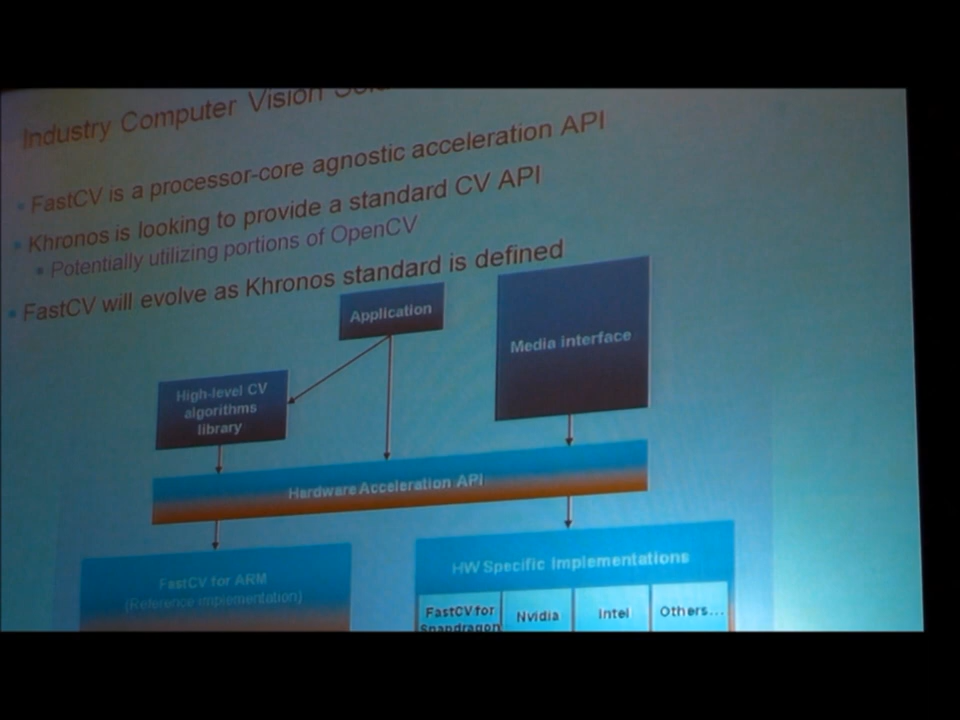 Industry Computer Vision
FastCV is a processor-core agnostic acceleration API
Khronos is looking to provide a standard CV API
Potentially utilizing portions of OpenCV
FastCV will evolve as Khronos standard is defined
Application
Media interface
High-level CV
algorithms
library
Hardware Acceleration API
FastCV for ARM
(Reference implementation)
HW Specific Implementations
FastCV for
Snapdragon
Nvidia
Intel
Others...